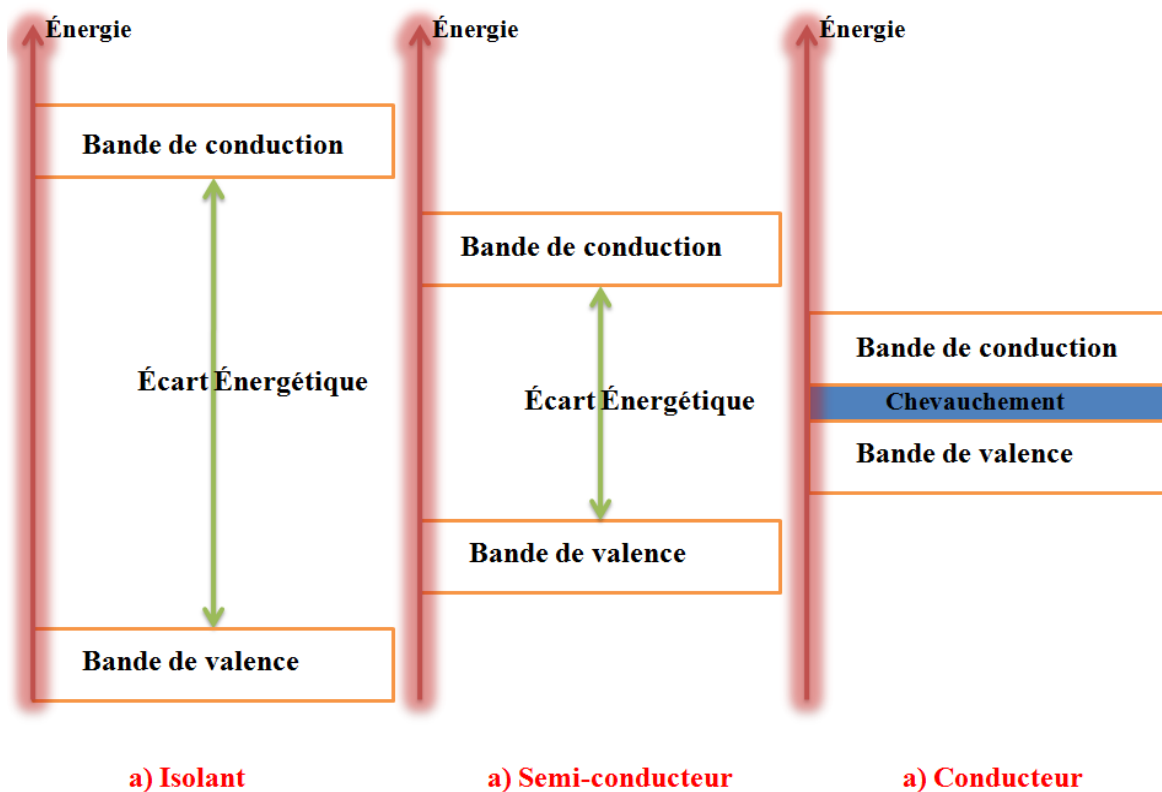 Énergie
Énergie
Énergie
Bande de conduction
Bande de conduction
Bande de conduction
Écart Énergétique
Écart Énergétique
Chevauchement
Bande de valence
Bande de valence
Bande de valence
a) Isolant
a) Semi-conducteur
a) Conducteur